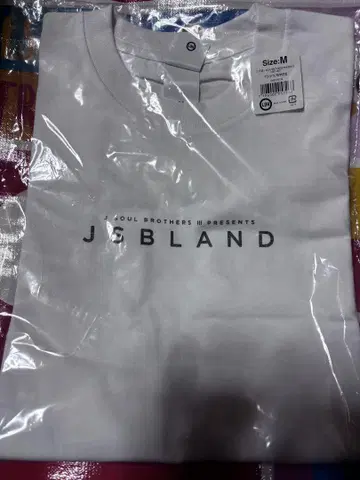 Size:M
J SOUL BROTHERS III PRESENTS
JSBLAND